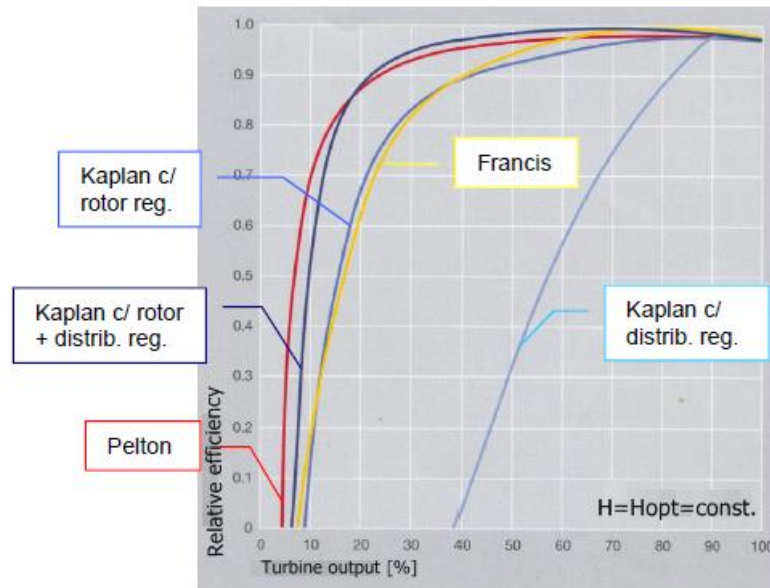 1.0
0.9
0.8
0.7
0.6
0.5
0.4
0.3
0.2
0.1
0
Relative efficiency
Kaplan c/
rotor reg.
Francis
Kaplan c/ rotor
+ distrib. reg.
Kaplan c/
distrib. reg.
Pelton
H=Hopt=const.
0 10 20 30 40 50 60 70 80 90 100
Turbine output [%]